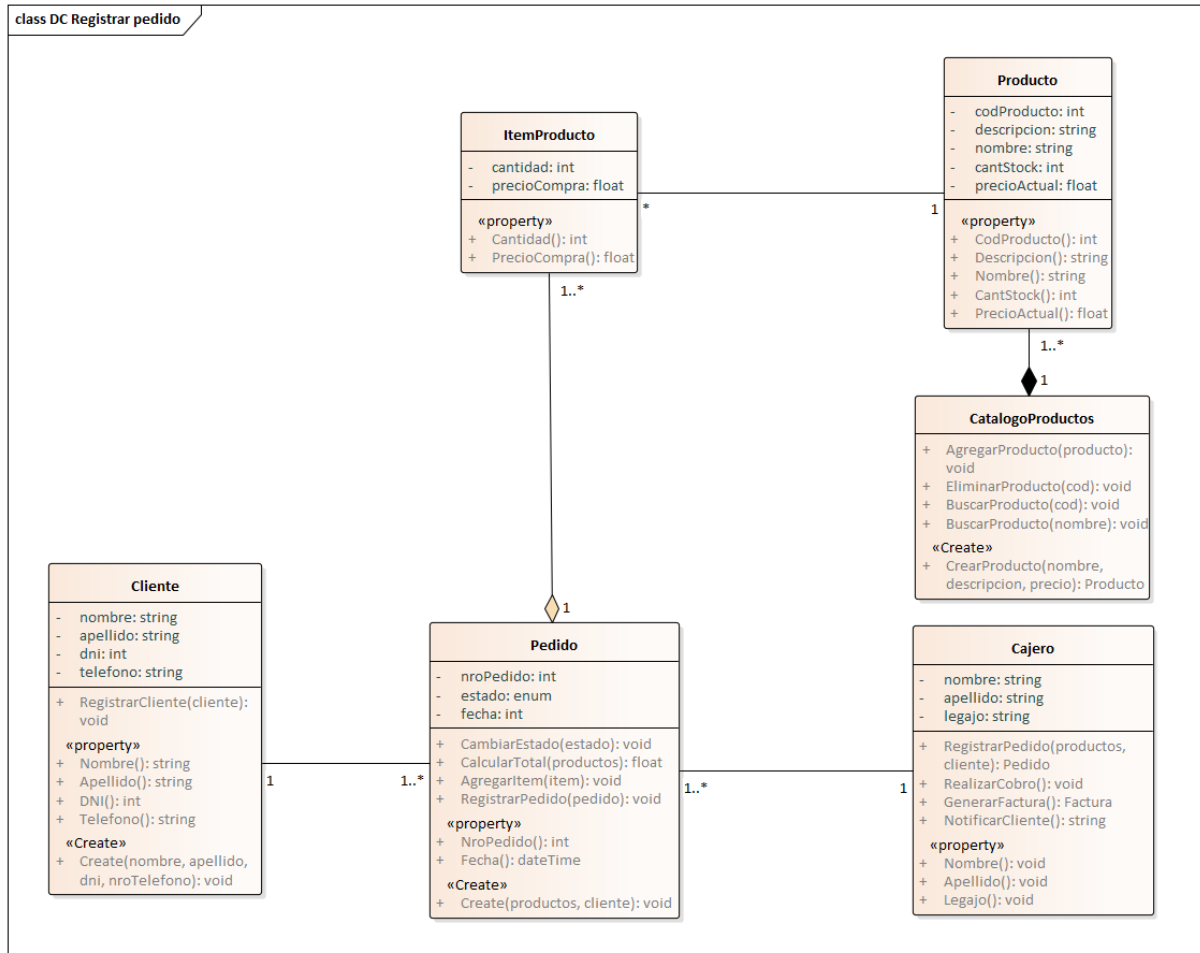 class DC Registrar pedido
Producto
- codProducto: int
- descripcion: string
- nombre: string
- cantStock: int
- precioActual: float
«property»
+ CodProducto(): int
+ Descripcion(): string
+ Nombre(): string
+ CantStock(): int
+ PrecioActual(): float
ItemProducto
- cantidad: int
- precioCompra: float
«property»
+ Cantidad(): int
+ PrecioCompra(): float
*
1
1..*
1..*
1
CatalogoProductos
+ AgregarProducto(producto):
void
+ EliminarProducto(cod): void
+ BuscarProducto(cod): void
+ BuscarProducto(nombre): void
«Create»
+ CrearProducto(nombre,
descripcion, precio): Producto
Cliente
- nombre: string
- apellido: string
- dni: int
- telefono: string
+ RegistrarCliente(cliente):
void
«property»
+ Nombre(): string
+ Apellido(): string
+ DNI(): int
+ Telefono(): string
«Create»
+ Create(nombre, apellido,
dni, nroTelefono): void
1
1..*
1
Pedido
- nroPedido: int
- estado: enum
- fecha: int
+ CambiarEstado(estado): void
+ CalcularTotal(productos): float
+ AgregarItem(item): void
+ RegistrarPedido(pedido): void
«property»
+ NroPedido(): int
+ Fecha(): dateTime
«Create»
+ Create(productos, cliente): void
1..*
1
Cajero
- nombre: string
- apellido: string
- legajo: string
+ RegistrarPedido(productos,
cliente): Pedido
+ RealizarCobro(): void
+ GenerarFactura(): Factura
+ NotificarCliente(): string
«property»
+ Nombre(): void
+ Apellido(): void
+ Legajo(): void